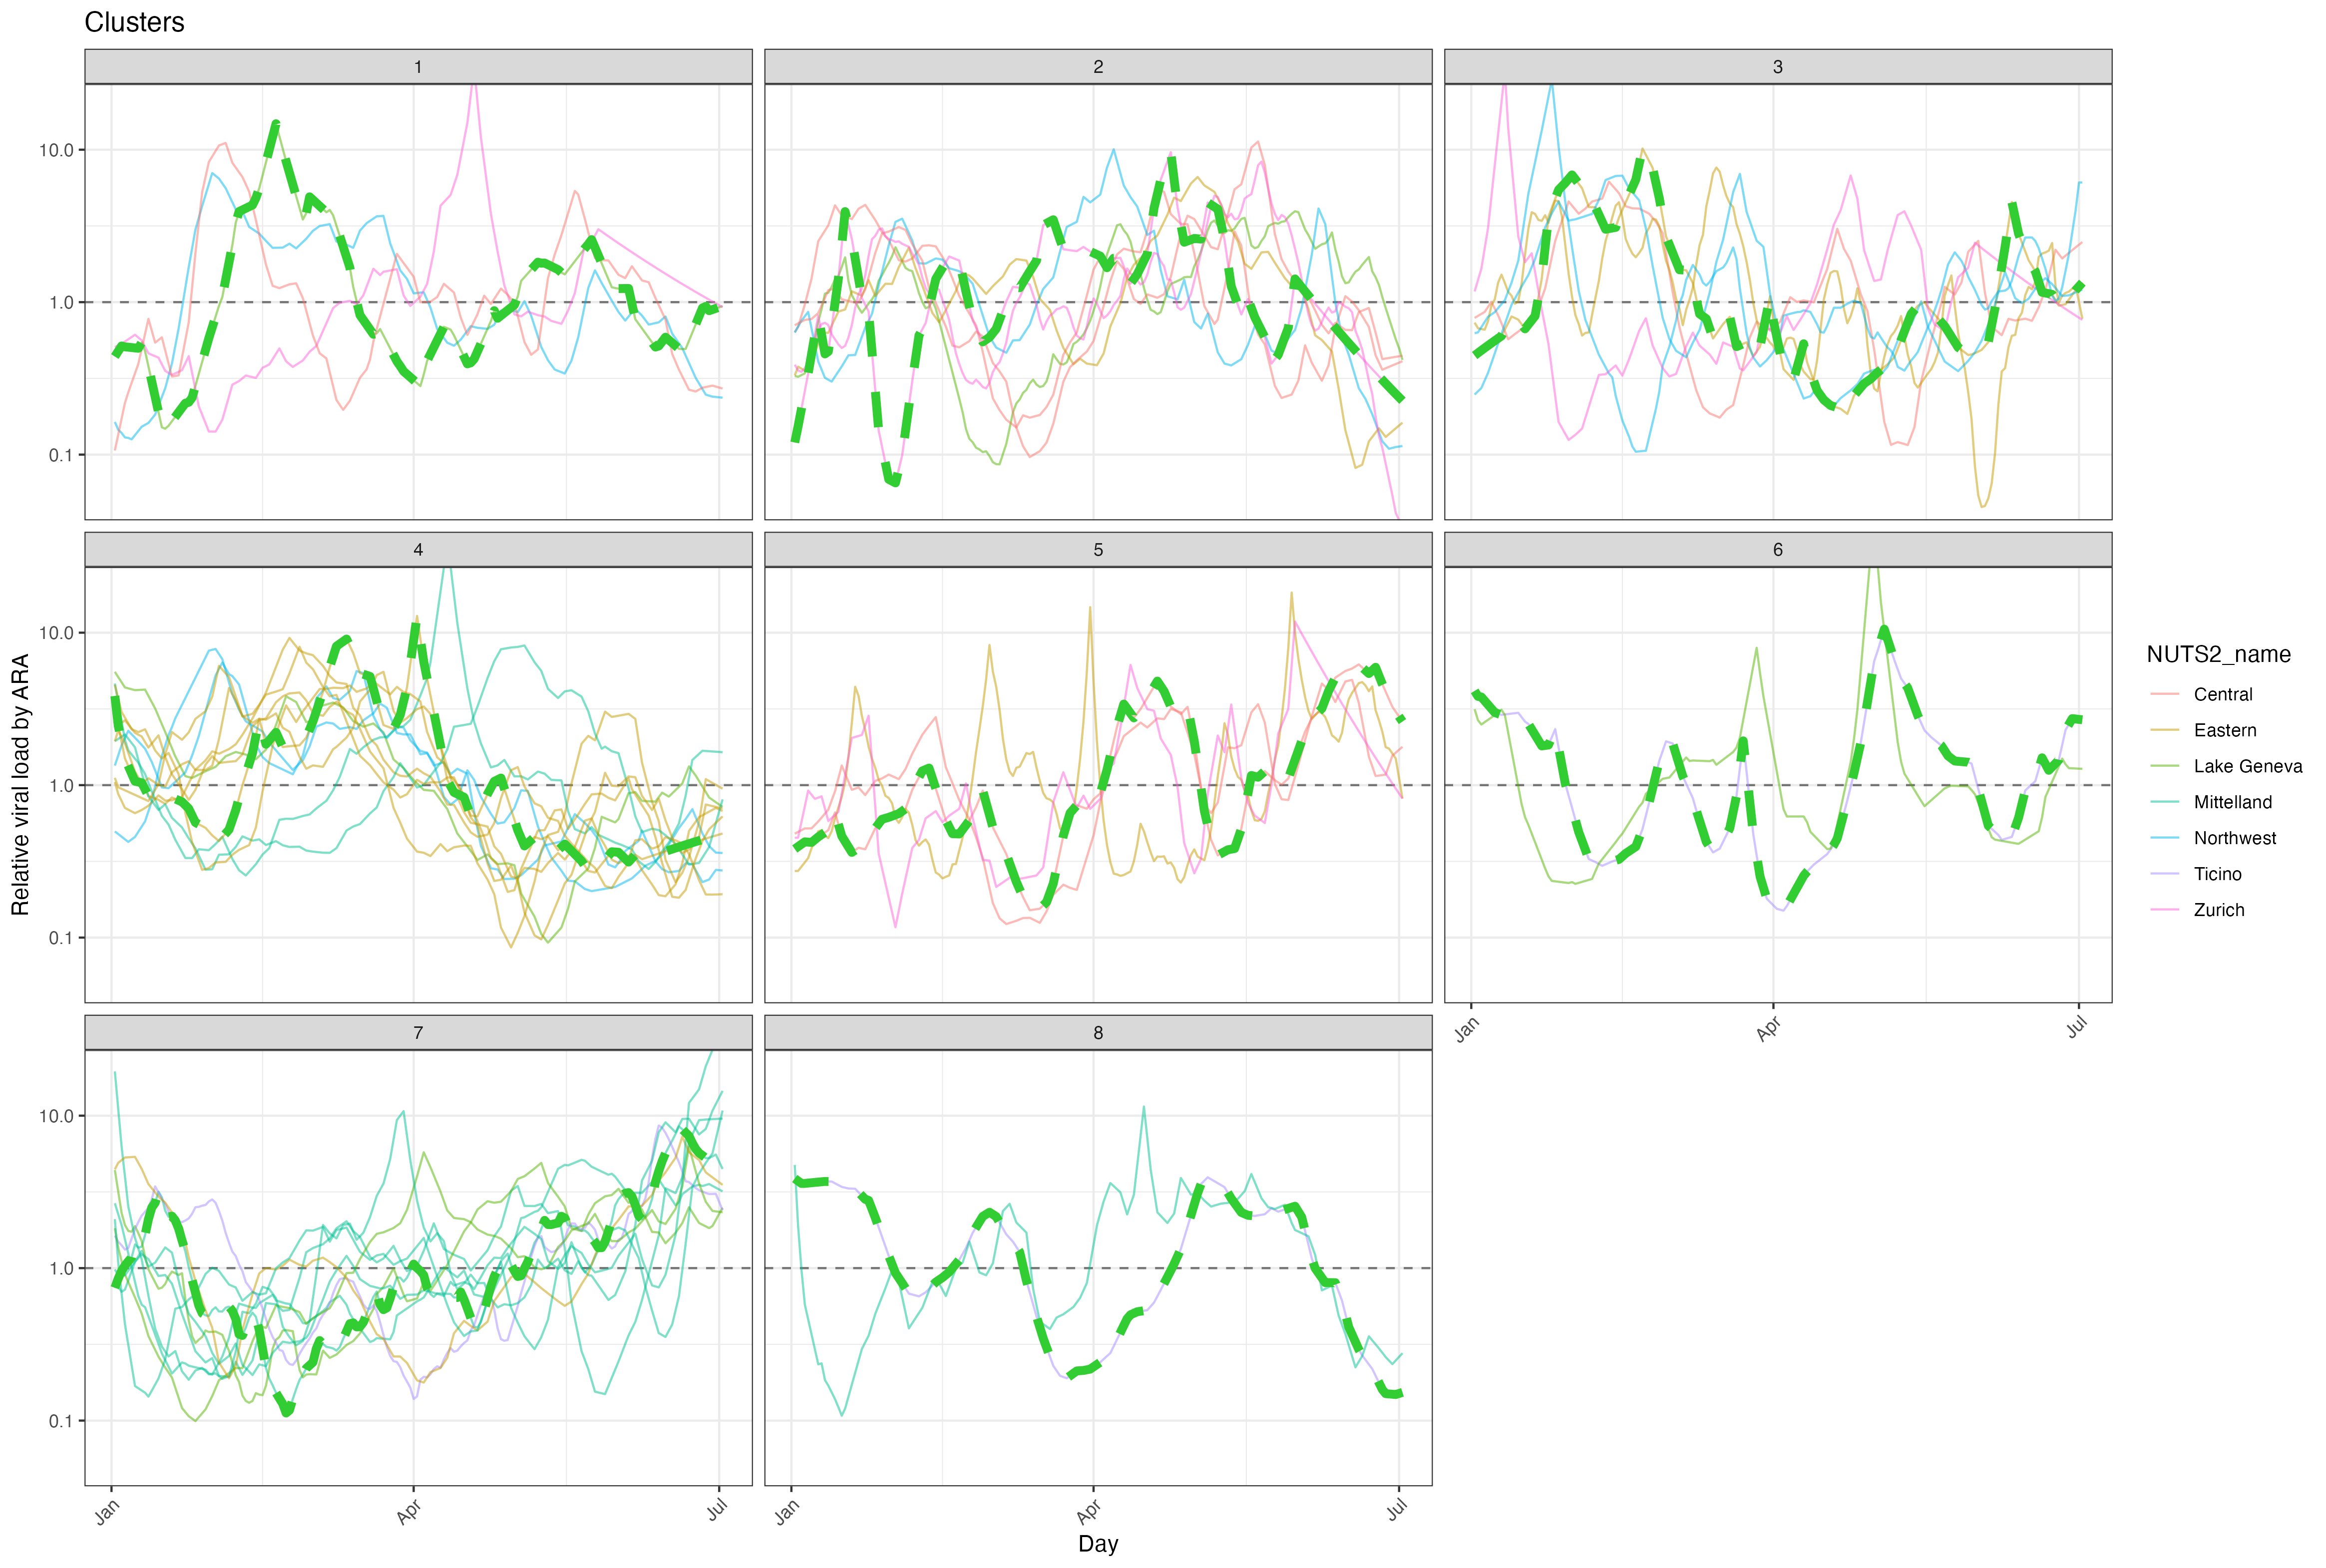 Clusters
1
2
3
10.0
1.0
0.1
4
5
6
10.0
1.0
0.1
Jan
Apr
Jul
7
8
10.0
1.0
0.1
Jan
Apr
Jul
Jan
Apr
Jul
Day
Relative viral load by ARA
NUTS2_name
Central
Eastern
Lake Geneva
Mittelland
Northwest
Ticino
Zurich